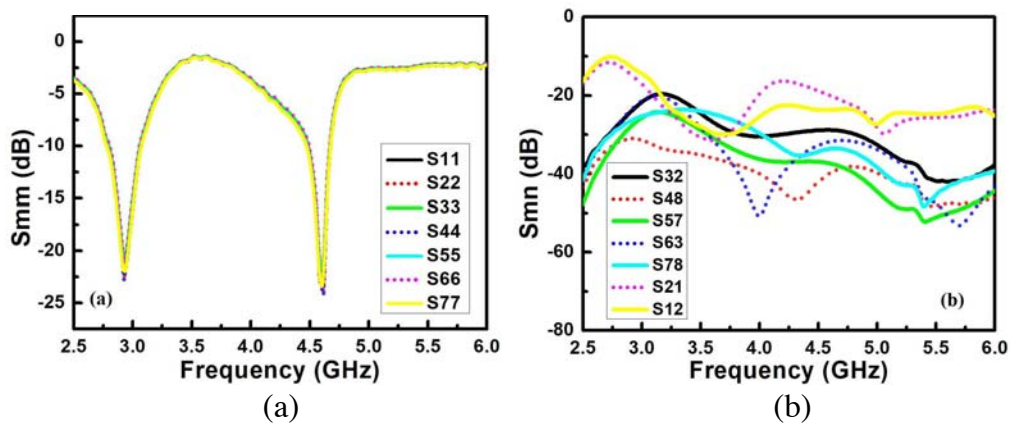 0
-5
-10
-15
-20
-25
Smm (dB)
2.5 3.0 3.5 4.0 4.5 5.0 5.5 6.0
Frequency (GHz)
S11
S22
S33
S44
S55
S66
S77
(a)
(a)
0
-20
-40
-60
-80
Smn (dB)
2.5 3.0 3.5 4.0 4.5 5.0 5.5 6.0
Frequency (GHz)
S32
S48
S57
S63
S78
S21
S12
(b)
(b)